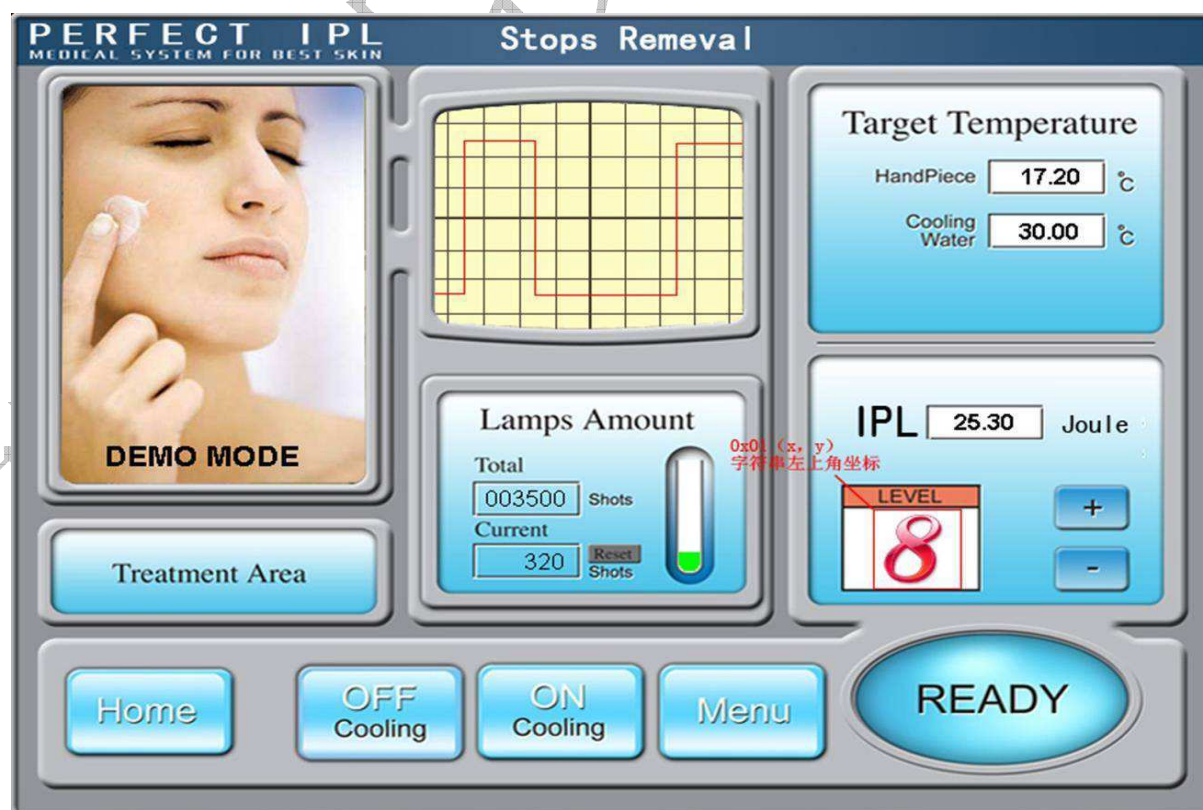 PERFECT IPL
MEDICAL SYSTEM FOR BEST SKIN
Stops Remeval
DEMO MODE
Treatment Area
Lamps Amount
Total
003500 Shots
Current
320 Reset
Shots
Target Temperature
HandPiece 17.20 °C
Cooling
Water 30.00 °C
IPL 25.30 Joule
0x01 (x, y)
字符串左上角坐标
LEVEL
8
+
-
Home
OFF
Cooling
ON
Cooling
Menu
READY